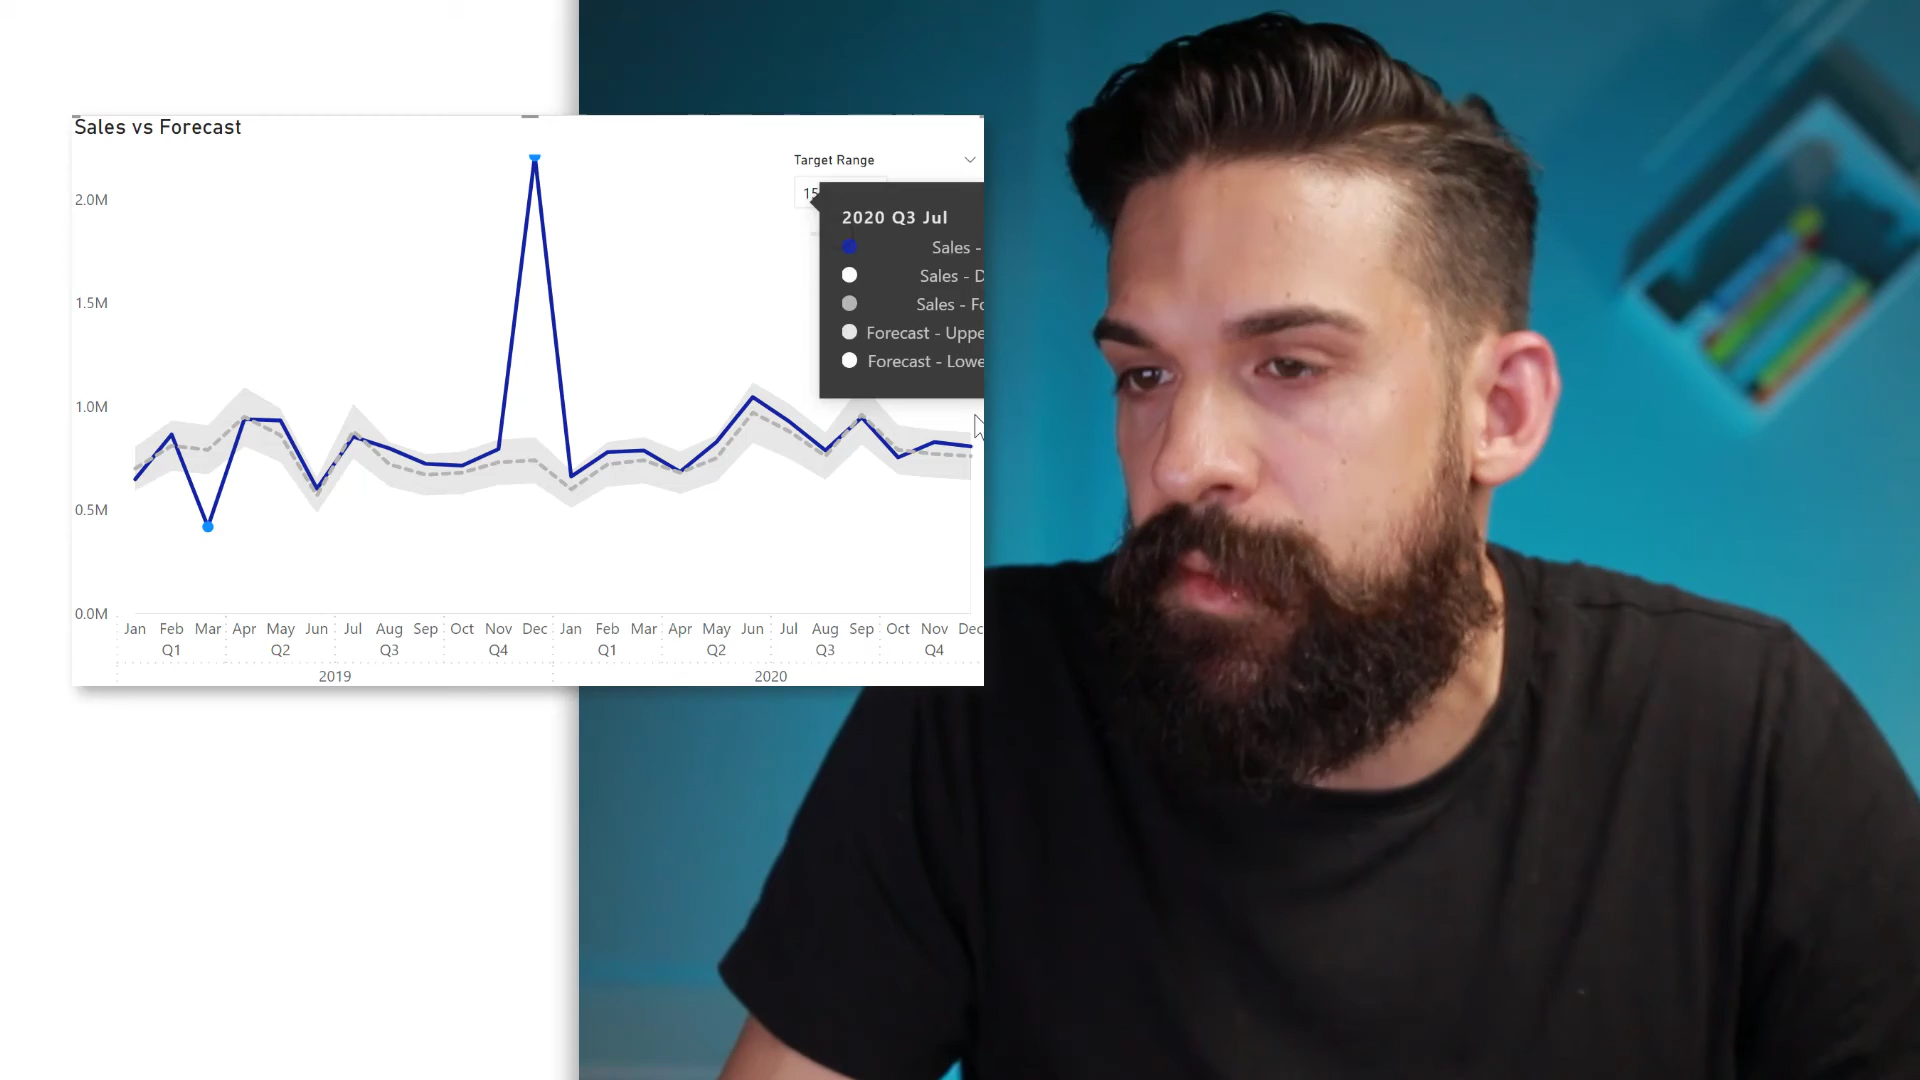 Sales vs Forecast
Target Range
2.0M
15
2020 Q3 Jul
Sales -
Sales - D
Sales - Fo
1.5M
Forecast - Uppe
Forecast - Lowe
1.0M
0.5M
0.0M
Jan Feb Mar Apr May Jun Jul Aug Sep Oct Nov Dec Jan Feb Mar Apr May Jun Jul Aug Sep Oct Nov Dec
Q1 Q2 Q3 Q4 Q1 Q2 Q3 Q4
2019 2020